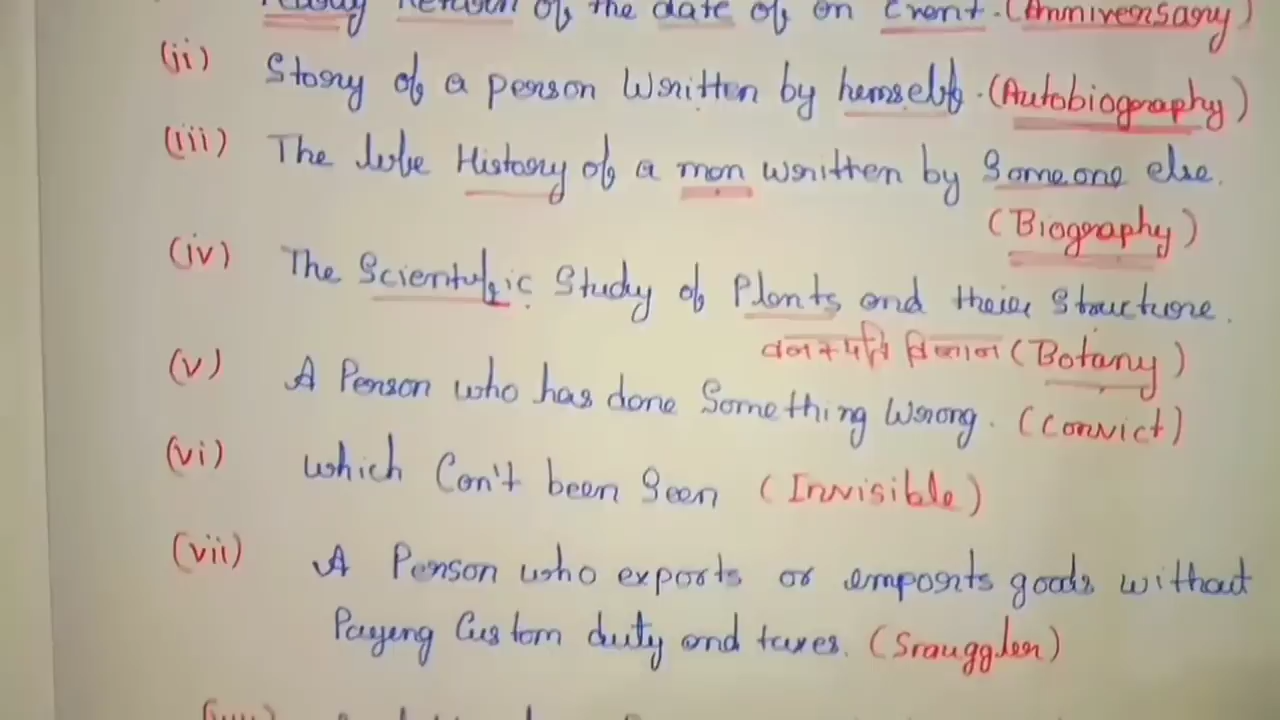 Return of the date of an Event. (Anniversary)
(ii) Story of a person Written by himself. (Autobiography)
(iii) The life History of a man written by Someone else.
(Biography)
(iv) The Scientific Study of Plants and their Structure.
वनस्पति विज्ञान (Botany)
(v) A Person who has done Something Wrong. (Convict)
(vi) which Can't been Seen (Invisible)
(vii) A Person who exports or imports goods without
Paying Custom duty and taxes. (Smuggler)